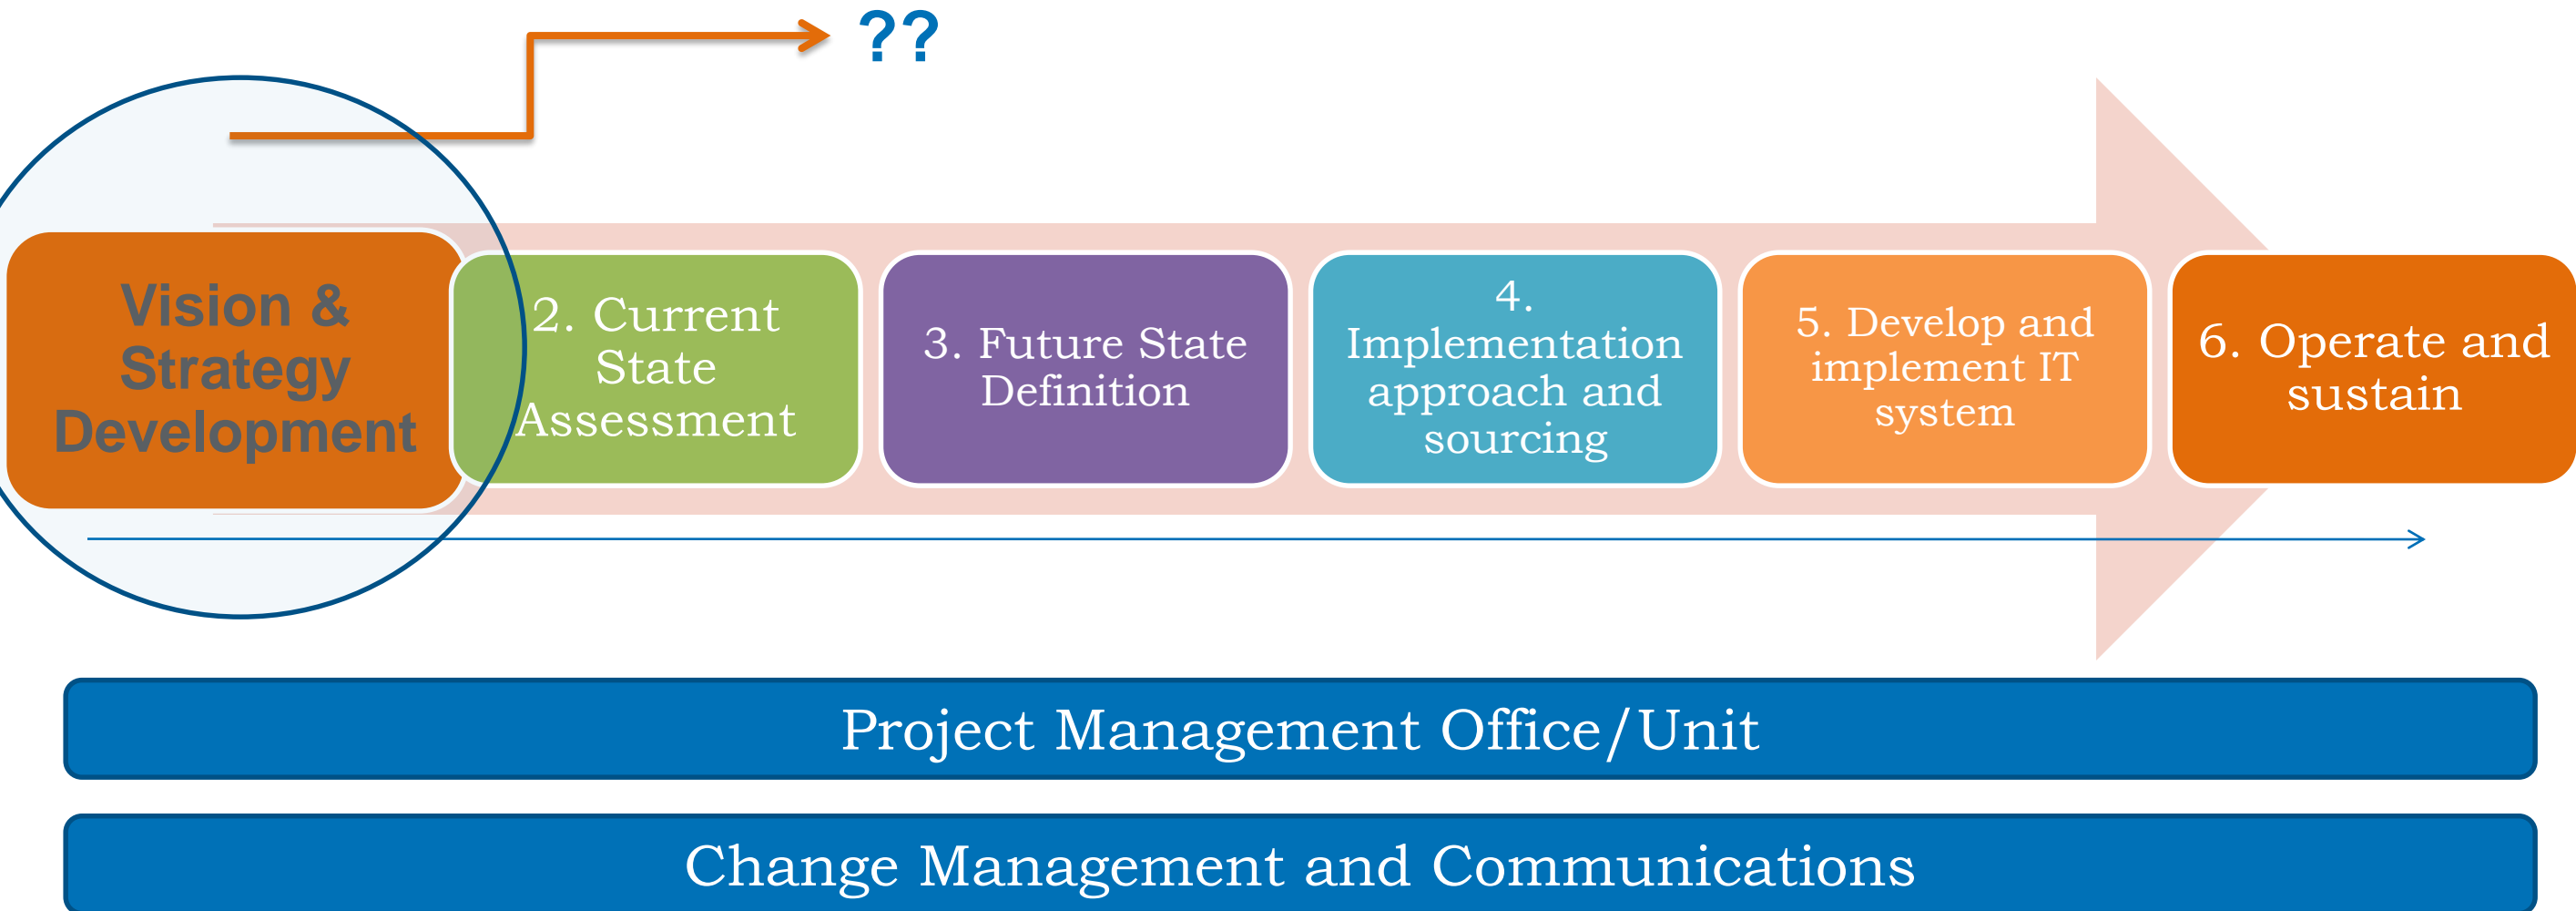 ??
Vision &
Strategy
Development
2. Current
State
Assessment
3. Future State
Definition
4.
Implementation
approach and
sourcing
5. Develop and
implement IT
system
6. Operate and
sustain
Project Management Office/Unit
Change Management and Communications